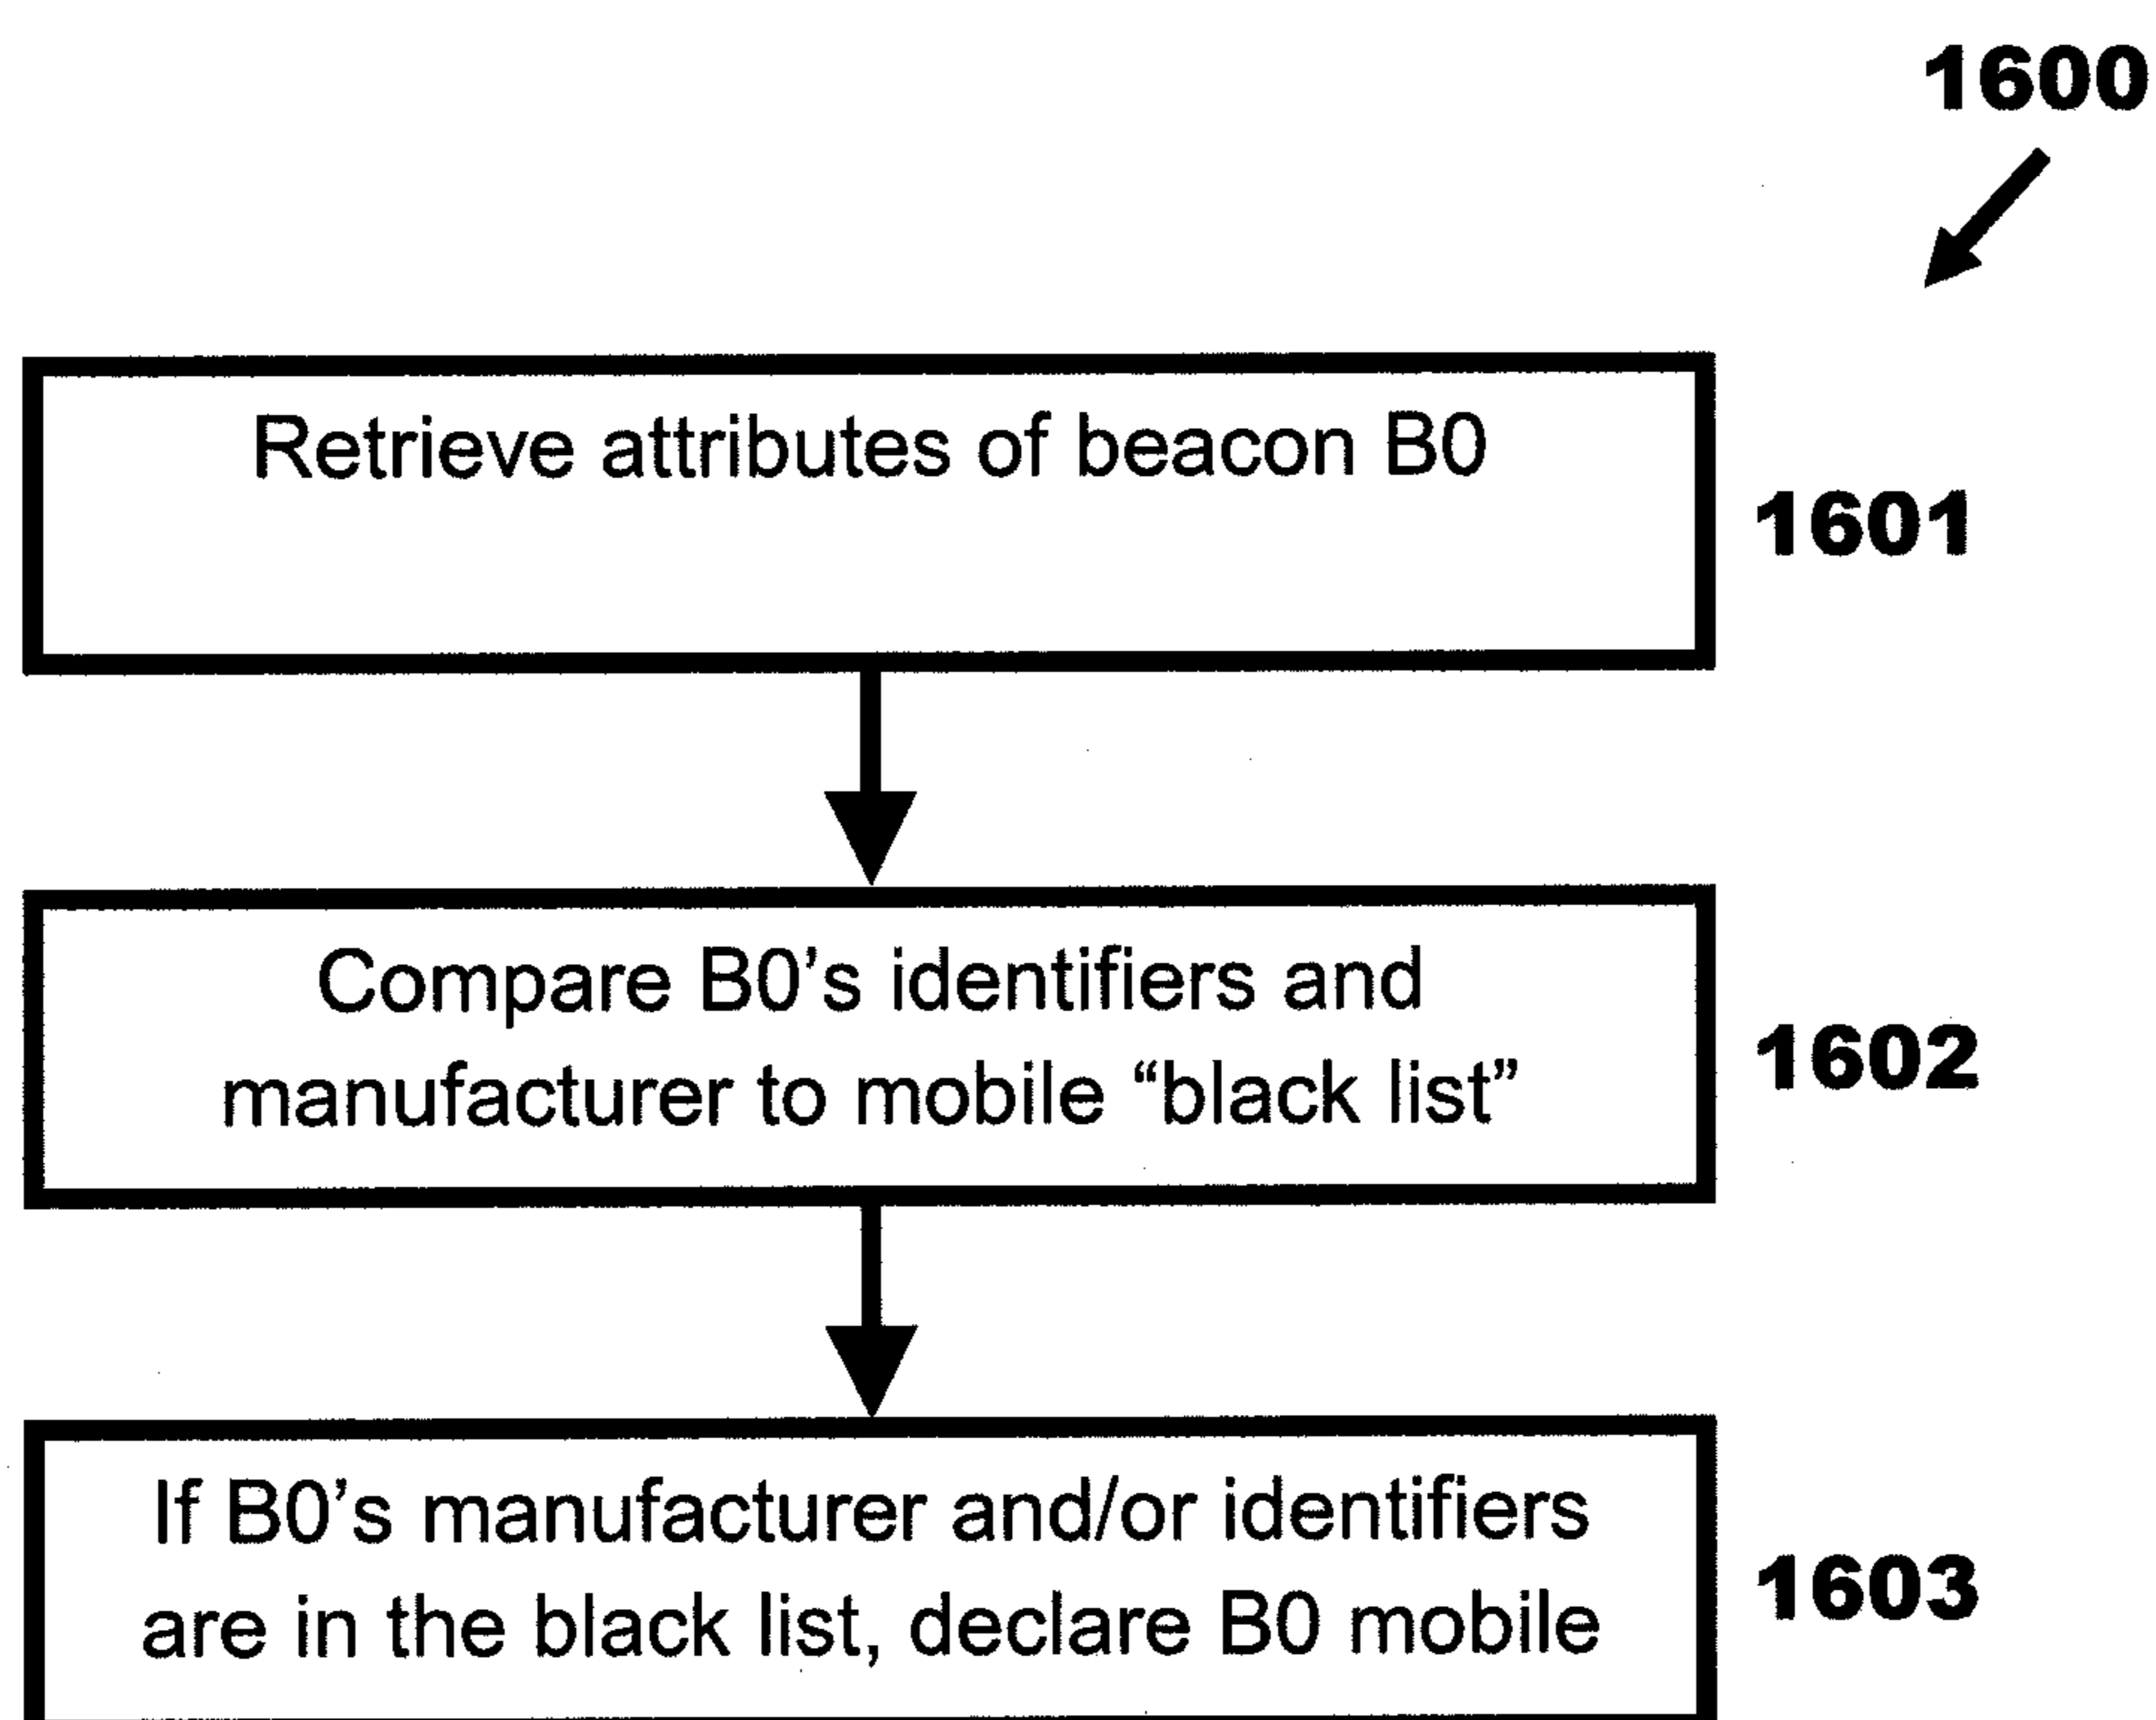 1600
Retrieve attributes of beacon B0
1601
Compare B0’s identifiers and
manufacturer to mobile “black list”
1602
If B0’s manufacturer and/or identifiers
are in the black list, declare B0 mobile
1603